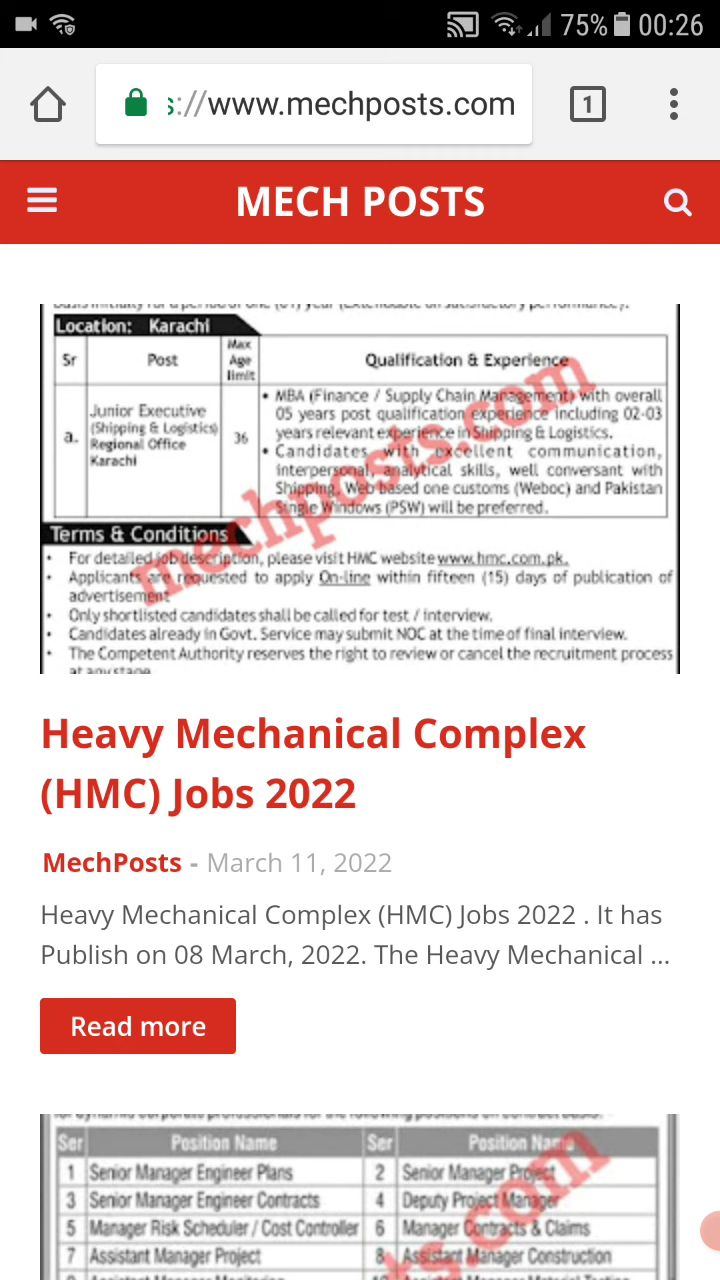 75% 00:26
s://www.mechposts.com 1
MECH POSTS
Location: Karachi
Sr Post Max Age limit Qualification & Experience
a. Junior Executive (Shipping & Logistics) Regional Office Karachi 36
• MBA (Finance / Supply Chain Management) with overall
05 years post qualification experience including 02-03
years relevant experience in Shipping & Logistics.
• Candidates with excellent communication,
interpersonal, analytical skills, well conversant with
Shipping, Web based one customs (Weboc) and Pakistan
Single Windows (PSW) will be preferred.
mechposts.com
Terms & Conditions
• For detailed job description, please visit HMC website www.hmc.com.pk.
• Applicants are requested to apply On-line within fifteen (15) days of publication of
advertisement
• Only shortlisted candidates shall be called for test / interview.
• Candidates already in Govt. Service may submit NOC at the time of final interview.
• The Competent Authority reserves the right to review or cancel the recruitment process
at any stage
Heavy Mechanical Complex
(HMC) Jobs 2022
MechPosts - March 11, 2022
Heavy Mechanical Complex (HMC) Jobs 2022 . It has
Publish on 08 March, 2022. The Heavy Mechanical ...
Read more
Ser Position Name Ser Position Name
1 Senior Manager Engineer Plans 2 Senior Manager Project
3 Senior Manager Engineer Contracts 4 Deputy Project Manager
5 Manager Risk Scheduler / Cost Controller 6 Manager Contracts & Claims
7 Assistant Manager Project 8 Assistant Manager Construction
ts.com